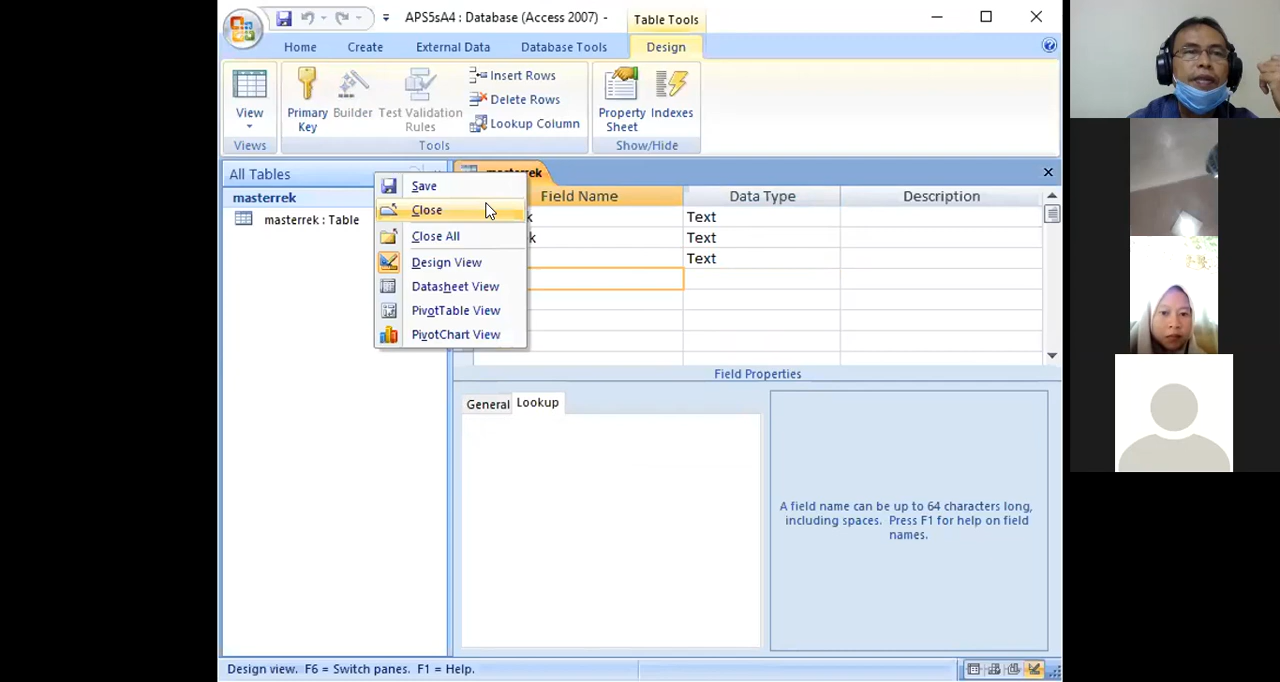 APS5sA4 : Database (Access 2007) -
Table Tools
Home
Create
External Data
Database Tools
Design
View
Primary Key
Builder
Test Validation Rules
Insert Rows
Delete Rows
Lookup Column
Property Sheet
Indexes
Views
Tools
Show/Hide
All Tables
masterrek
masterrek : Table
Save
Close
Close All
Design View
Datasheet View
PivotTable View
PivotChart View
Field Name
Data Type
Description
k
Text
k
Text
Text
Field Properties
General
Lookup
A field name can be up to 64 characters long,
including spaces. Press F1 for help on field
names.
Design view. F6 = Switch panes. F1 = Help.